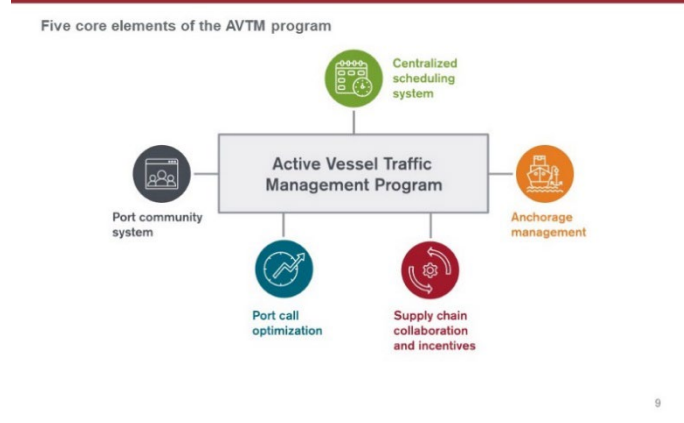 Five core elements of the AVTM program
Centralized
scheduling
system
Active Vessel Traffic
Management Program
Port community
system
Anchorage
management
Port call
optimization
Supply chain
collaboration
and incentives
9